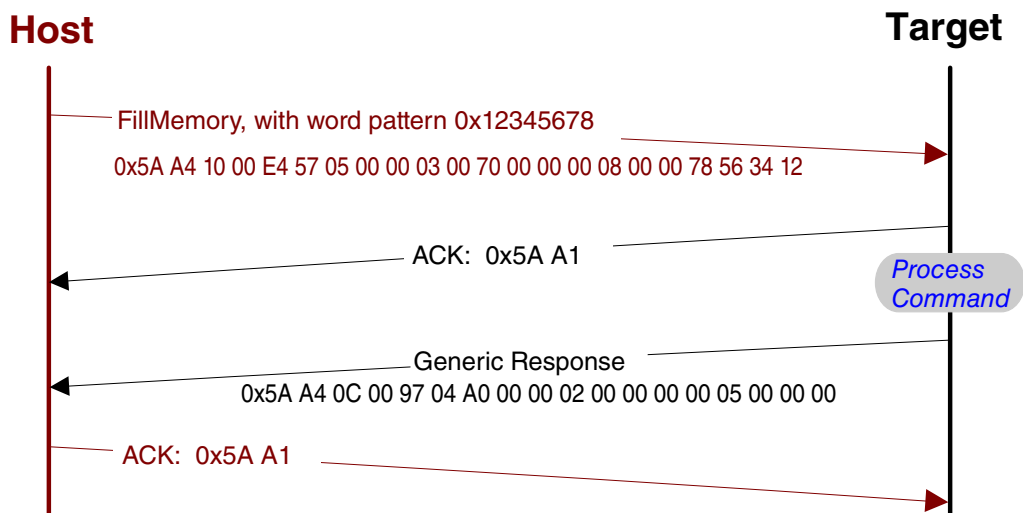 Host
Target
FillMemory, with word pattern 0x12345678
0x5A A4 10 00 E4 57 05 00 00 03 00 70 00 00 00 08 00 00 78 56 34 12
ACK: 0x5A A1
Process
Command
Generic Response
0x5A A4 0C 00 97 04 A0 00 00 02 00 00 00 00 05 00 00 00
ACK: 0x5A A1